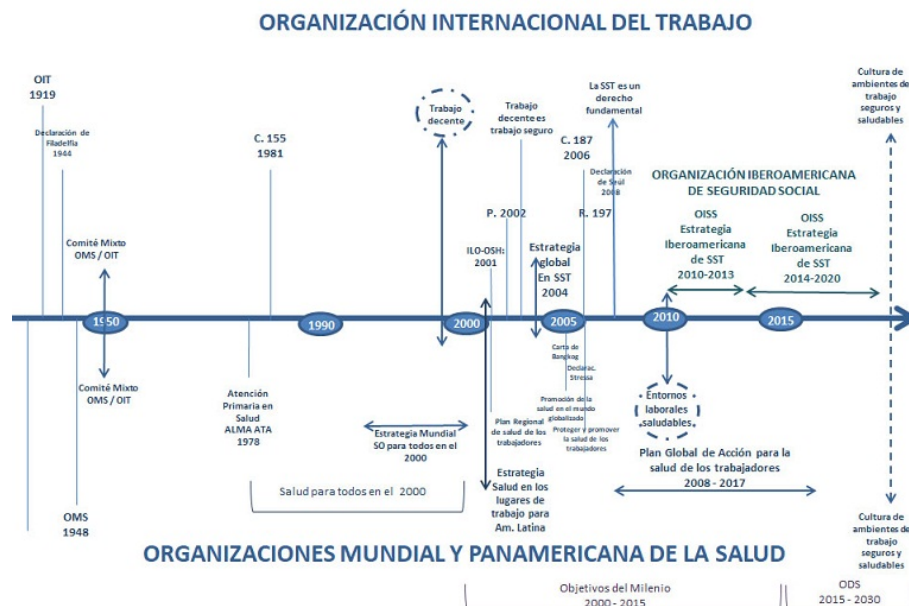 ORGANIZACIÓN INTERNACIONAL DEL TRABAJO
OIT
1919
Declaración de
Filadelfia
1944
C. 155
1981
Comité Mixto
OMS / OIT
Trabajo
decente
Trabajo
decente es
trabajo seguro
P. 2002
ILO-OSH:
2001
Estrategia
global
En SST
2004
C. 187
2006
R. 197
La SST es un
derecho
fundamental
Declaración
de Seúl
2008
ORGANIZACIÓN IBEROAMERICANA
DE SEGURIDAD SOCIAL
OISS
Estrategia
Iberoamericana
de SST
2010-2013
OISS
Estrategia
Iberoamericana
de SST
2014-2020
Cultura de
ambientes de
trabajo
seguros y
saludables
1950
1990
2000
2005
2010
2015
Comité Mixto
OMS / OIT
OMS
1948
Atención
Primaria en
Salud
ALMA ATA
1978
Estrategia Mundial
SO para todos en el
2000
Salud para todos en el 2000
Plan Regional
de salud de los
trabajadores
Estrategia
Salud en los
lugares de
trabajo para
Am. Latina
Carta de
Bangkog
Declarac.
Stressa
Promoción de la
salud en el mundo
globalizado
Proteger y promover
la salud de los
trabajadores
Entornos
laborales
saludables
Plan Global de Acción para la
salud de los trabajadores
2008 - 2017
Cultura de
ambientes de
trabajo
seguros y
saludables
ORGANIZACIONES MUNDIAL Y PANAMERICANA DE LA SALUD
Objetivos del Milenio
2000 - 2015
ODS
2015 - 2030